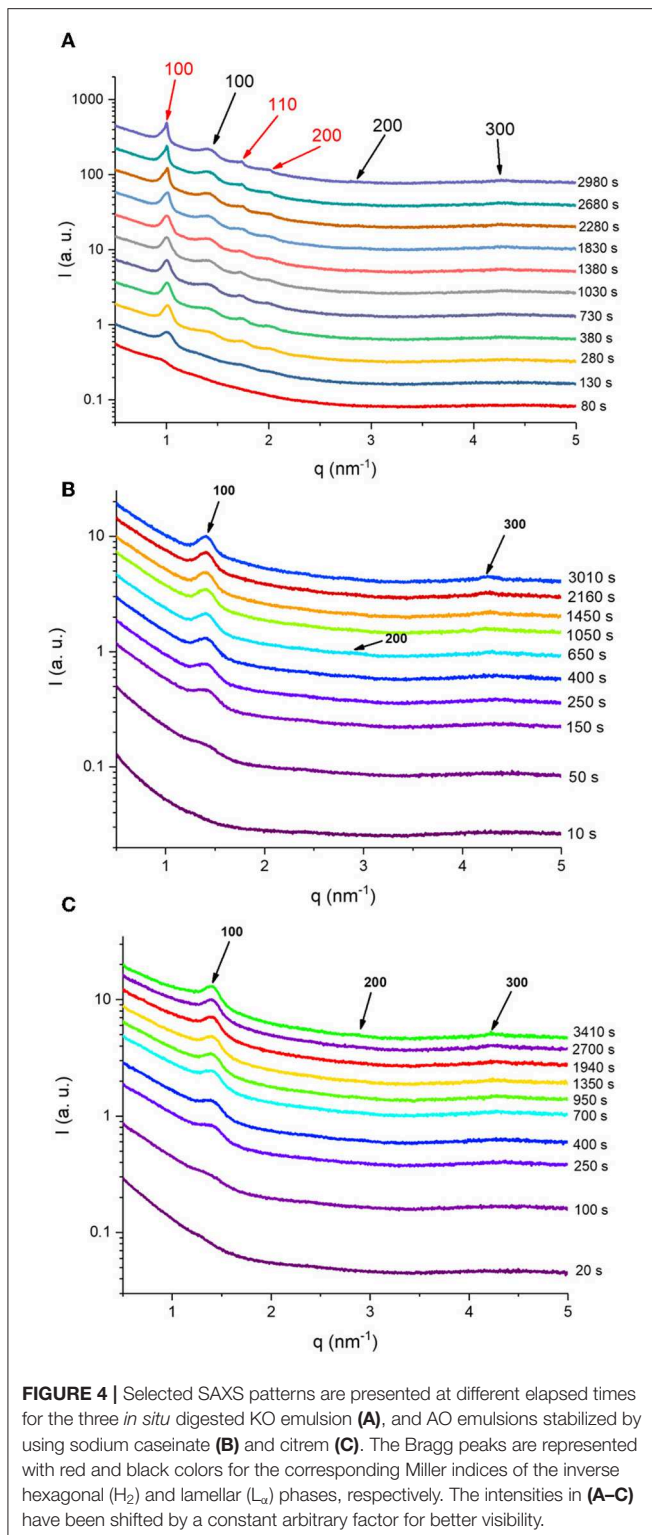 A
100
100
110
200
200
300
1000
100
10
1
0.1
I (a. u.)
2980 s
2680 s
2280 s
1830 s
1380 s
1030 s
730 s
380 s
280 s
130 s
80 s
1 2 3 4 5
q (nm⁻¹)
B
100
300
200
10
1
0.1
I (a. u.)
3010 s
2160 s
1450 s
1050 s
650 s
400 s
250 s
150 s
50 s
10 s
1 2 3 4 5
q (nm⁻¹)
C
100
200
300
10
1
0.1
I (a. u.)
3410 s
2700 s
1940 s
1350 s
950 s
700 s
400 s
250 s
100 s
20 s
1 2 3 4 5
q (nm⁻¹)
FIGURE 4 | Selected SAXS patterns are presented at different elapsed times
for the three in situ digested KO emulsion (A), and AO emulsions stabilized by
using sodium caseinate (B) and citrem (C). The Bragg peaks are represented
with red and black colors for the corresponding Miller indices of the inverse
hexagonal (H₂) and lamellar (Lα) phases, respectively. The intensities in (A–C)
have been shifted by a constant arbitrary factor for better visibility.